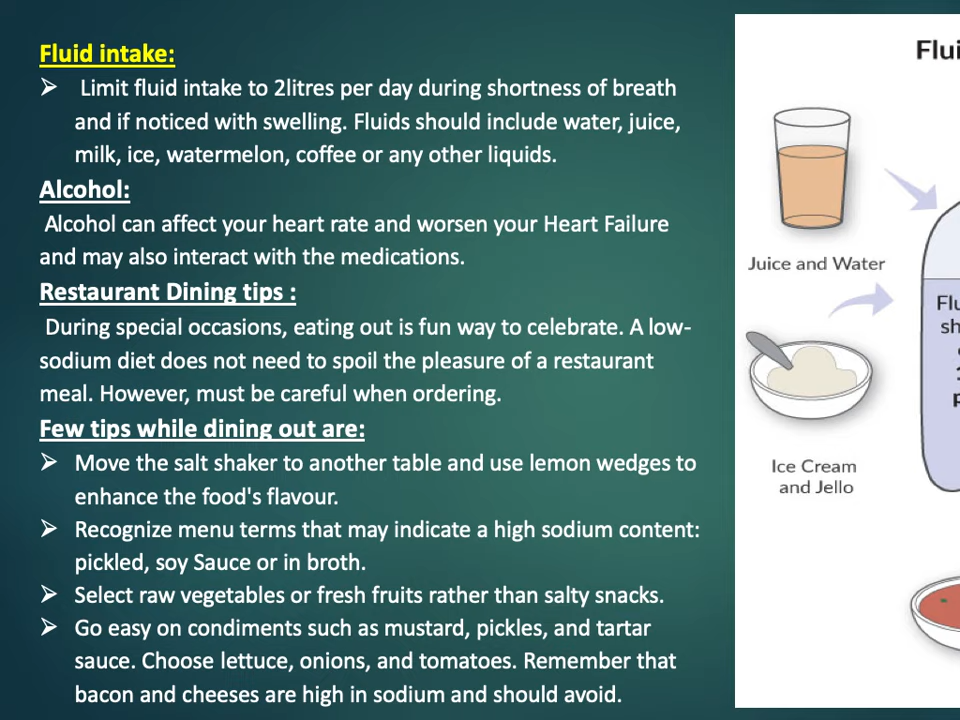 Fluid intake:
➢ Limit fluid intake to 2litres per day during shortness of breath
and if noticed with swelling. Fluids should include water, juice,
milk, ice, watermelon, coffee or any other liquids.
Alcohol:
Alcohol can affect your heart rate and worsen your Heart Failure
and may also interact with the medications.
Restaurant Dining tips :
During special occasions, eating out is fun way to celebrate. A low-
sodium diet does not need to spoil the pleasure of a restaurant
meal. However, must be careful when ordering.
Few tips while dining out are:
➢ Move the salt shaker to another table and use lemon wedges to
enhance the food's flavour.
➢ Recognize menu terms that may indicate a high sodium content:
pickled, soy Sauce or in broth.
➢ Select raw vegetables or fresh fruits rather than salty snacks.
➢ Go easy on condiments such as mustard, pickles, and tartar
sauce. Choose lettuce, onions, and tomatoes. Remember that
bacon and cheeses are high in sodium and should avoid.
Juice and Water
Ice Cream
and Jello